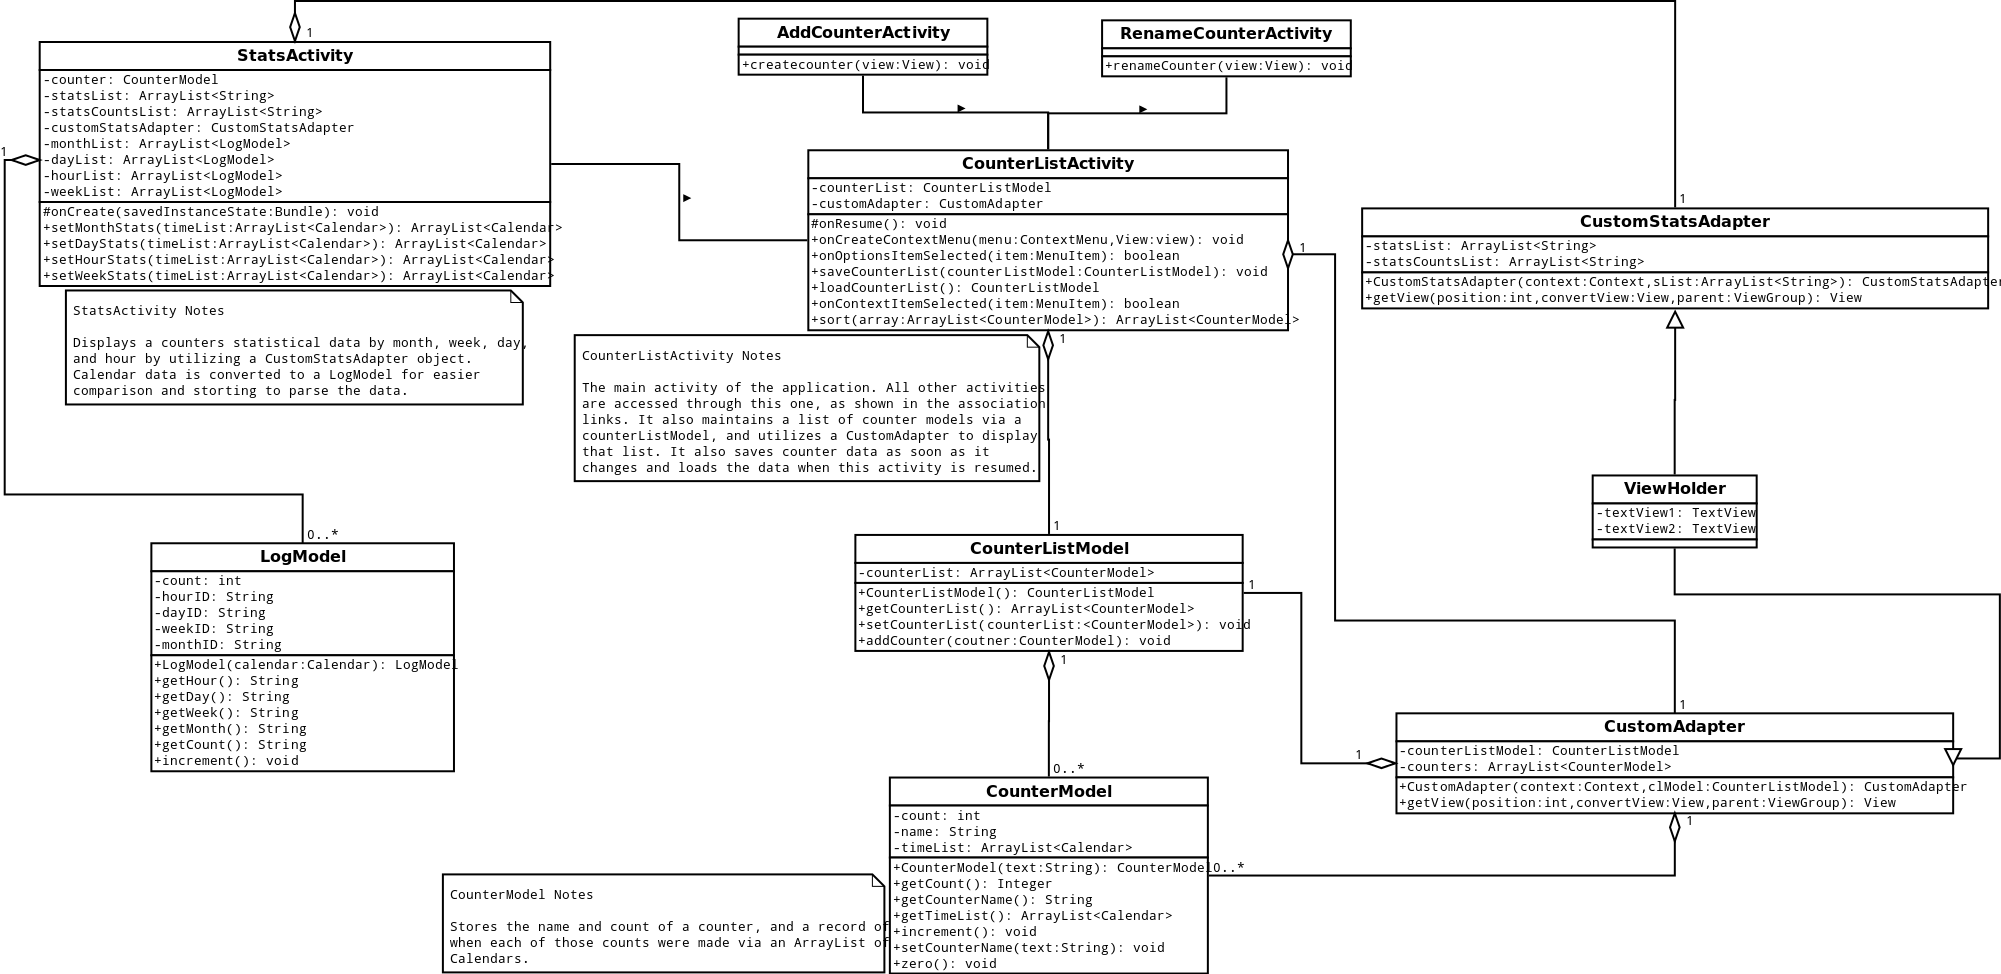 1
StatsActivity
-counter: CounterModel
-statsList: ArrayList<String>
-statsCountsList: ArrayList<String>
-customStatsAdapter: CustomStatsAdapter
-monthList: ArrayList<LogModel>
-dayList: ArrayList<LogModel>
-hourList: ArrayList<LogModel>
-weekList: ArrayList<LogModel>
#onCreate(savedInstanceState:Bundle): void
+setMonthStats(timeList:ArrayList<Calendar>): ArrayList<Calendar>
+setDayStats(timeList:ArrayList<Calendar>): ArrayList<Calendar>
+setHourStats(timeList:ArrayList<Calendar>): ArrayList<Calendar>
+setWeekStats(timeList:ArrayList<Calendar>): ArrayList<Calendar>
1
StatsActivity Notes
Displays a counters statistical data by month, week, day,
and hour by utilizing a CustomStatsAdapter object.
Calendar data is converted to a LogModel for easier
comparison and storting to parse the data.
AddCounterActivity
+createcounter(view:View): void
RenameCounterActivity
+renameCounter(view:View): void
CounterListActivity
-counterList: CounterListModel
-customAdapter: CustomAdapter
#onResume(): void
+onCreateContextMenu(menu:ContextMenu,View:view): void
+onOptionsItemSelected(item:MenuItem): boolean
+saveCounterList(counterListModel:CounterListModel): void
+loadCounterList(): CounterListModel
+onContextItemSelected(item:MenuItem): boolean
+sort(array:ArrayList<CounterModel>): ArrayList<CounterModel>
1
1
CounterListActivity Notes
The main activity of the application. All other activities
are accessed through this one, as shown in the association
links. It also maintains a list of counter models via a
counterListModel, and utilizes a CustomAdapter to display
that list. It also saves counter data as soon as it
changes and loads the data when this activity is resumed.
1
CustomStatsAdapter
-statsList: ArrayList<String>
-statsCountsList: ArrayList<String>
+CustomStatsAdapter(context:Context,sList:ArrayList<String>): CustomStatsAdapter
+getView(position:int,convertView:View,parent:ViewGroup): View
ViewHolder
-textView1: TextView
-textView2: TextView
0..*
LogModel
-count: int
-hourID: String
-dayID: String
-weekID: String
-monthID: String
+LogModel(calendar:Calendar): LogModel
+getHour(): String
+getDay(): String
+getWeek(): String
+getMonth(): String
+getCount(): String
+increment(): void
1
CounterListModel
-counterList: ArrayList<CounterModel>
+CounterListModel(): CounterListModel
+getCounterList(): ArrayList<CounterModel>
+setCounterList(counterList:<CounterModel>): void
+addCounter(coutner:CounterModel): void
1
1
1
CustomAdapter
-counterListModel: CounterListModel
-counters: ArrayList<CounterModel>
+CustomAdapter(context:Context,clModel:CounterListModel): CustomAdapter
+getView(position:int,convertView:View,parent:ViewGroup): View
1
1
0..*
CounterModel
-count: int
-name: String
-timeList: ArrayList<Calendar>
+CounterModel(text:String): CounterModel
+getCount(): Integer
+getCounterName(): String
+getTimeList(): ArrayList<Calendar>
+increment(): void
+setCounterName(text:String): void
+zero(): void
0..*
CounterModel Notes
Stores the name and count of a counter, and a record of
when each of those counts were made via an ArrayList of
Calendars.